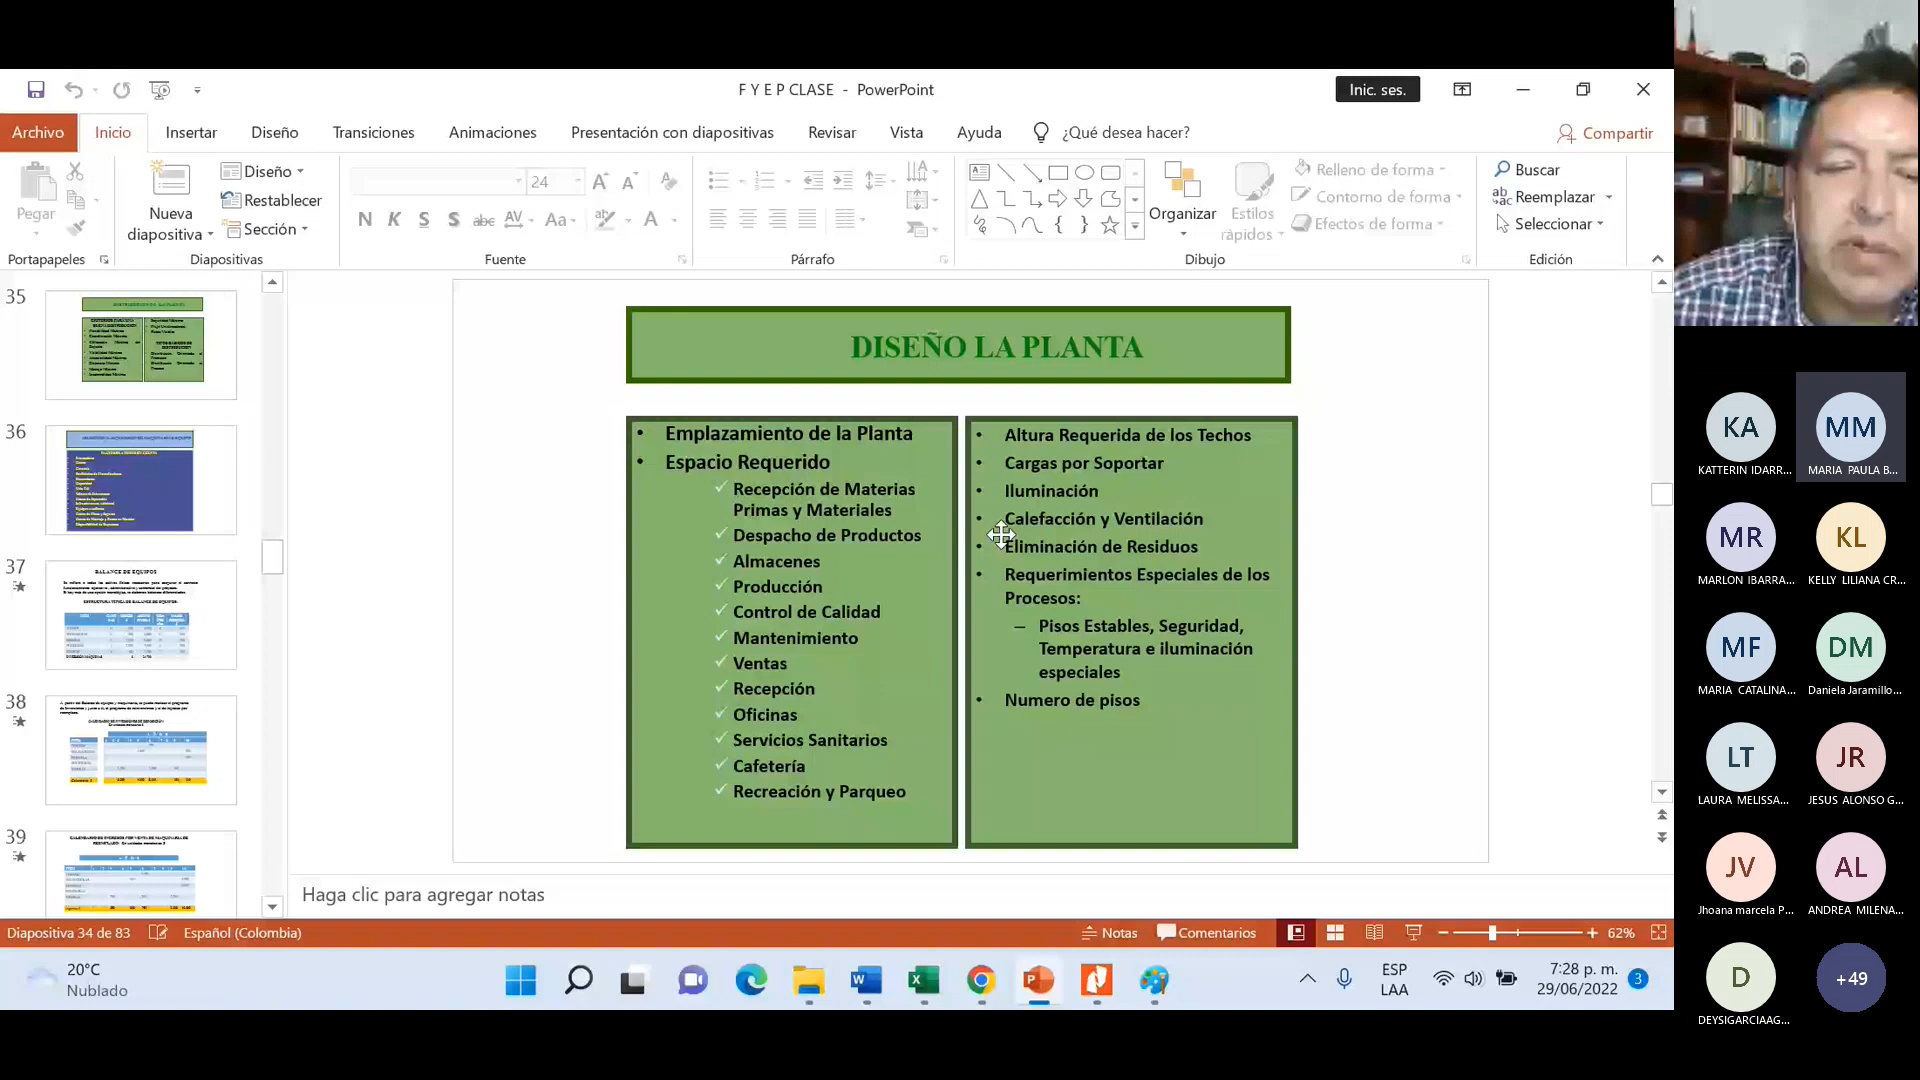 F Y E P CLASE - PowerPoint
Inic. ses.
Archivo
Inicio
Insertar
Diseño
Transiciones
Animaciones
Presentación con diapositivas
Revisar
Vista
Ayuda
¿Qué desea hacer?
Compartir
Pegar
Nueva
diapositiva
Diseño
Restablecer
Sección
24
N K S S abc AV Aa A
Organizar
Estilos
rápidos
Relleno de forma
Contorno de forma
Efectos de forma
Buscar
Reemplazar
Seleccionar
Portapapeles
Diapositivas
Fuente
Párrafo
Dibujo
Edición
35
36
37
BALANCE DE EQUIPOS
38
39
DISEÑO LA PLANTA
• Emplazamiento de la Planta
• Espacio Requerido
✓ Recepción de Materias
Primas y Materiales
✓ Despacho de Productos
✓ Almacenes
✓ Producción
✓ Control de Calidad
✓ Mantenimiento
✓ Ventas
✓ Recepción
✓ Oficinas
✓ Servicios Sanitarios
✓ Cafetería
✓ Recreación y Parqueo
• Altura Requerida de los Techos
• Cargas por Soportar
• Iluminación
• Calefacción y Ventilación
• Eliminación de Residuos
• Requerimientos Especiales de los
Procesos:
– Pisos Estables, Seguridad,
Temperatura e iluminación
especiales
• Numero de pisos
Haga clic para agregar notas
Diapositiva 34 de 83
Español (Colombia)
Notas
Comentarios
62%
20°C
Nublado
ESP
LAA
7:28 p. m.
29/06/2022
3
KA
KATTERIN IDARR...
MM
MARIA PAULA B...
MR
MARLON IBARRA...
KL
KELLY LILIANA CR...
MF
MARIA CATALINA...
DM
Daniela Jaramillo...
LT
LAURA MELISSA...
JR
JESUS ALONSO G...
JV
Jhoana marcela P...
AL
ANDREA MILENA...
D
DEYSIGARCIAAG...
+49